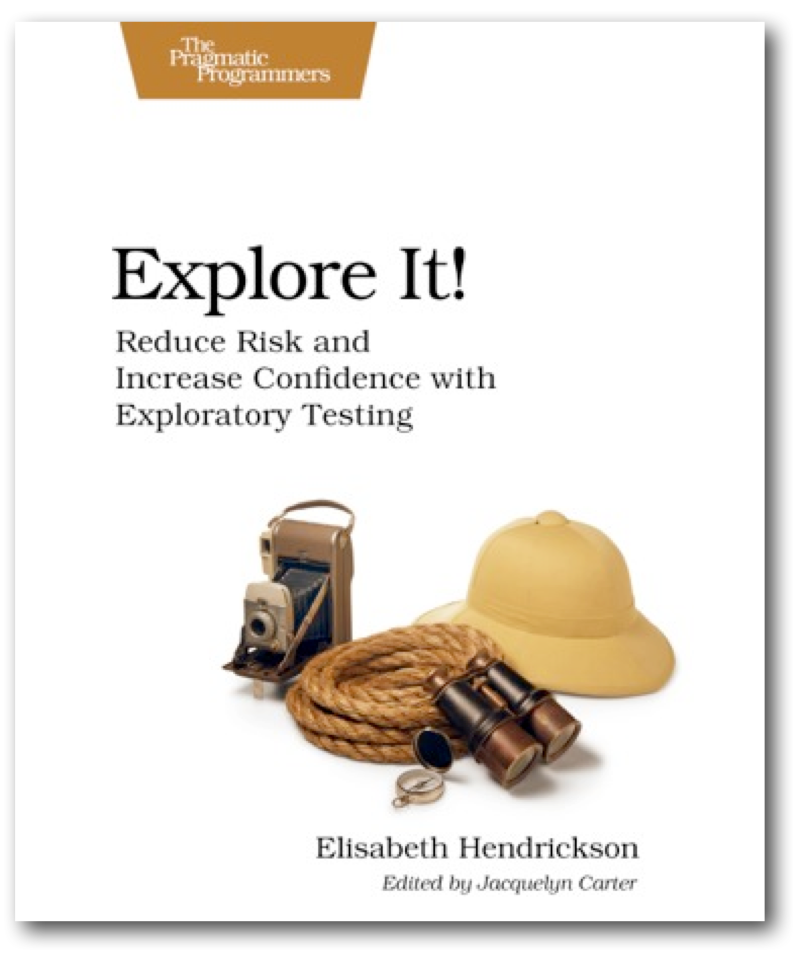 The
Pragmatic
Programmers
Explore It!
Reduce Risk and
Increase Confidence with
Exploratory Testing
Elisabeth Hendrickson
Edited by Jacquelyn Carter